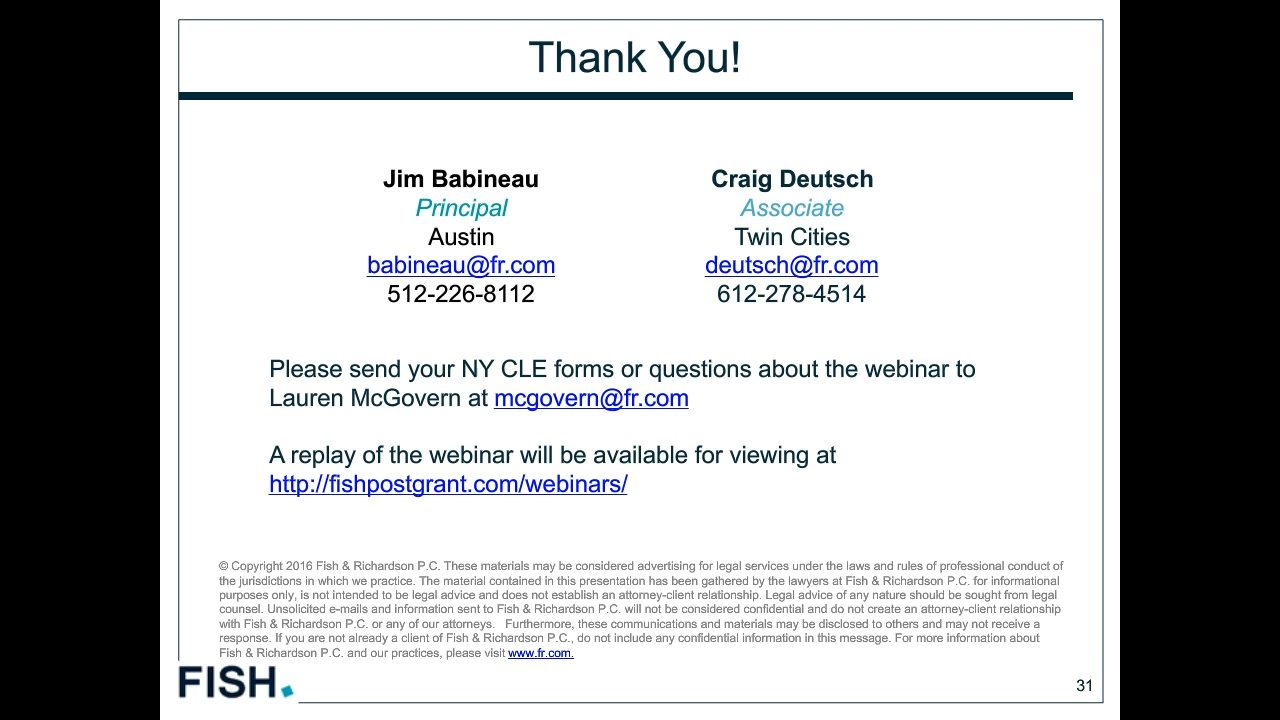 Thank You!
Jim Babineau
Principal
Austin
babineau@fr.com
512-226-8112
Craig Deutsch
Associate
Twin Cities
deutsch@fr.com
612-278-4514
Please send your NY CLE forms or questions about the webinar to
Lauren McGovern at mcgovern@fr.com
A replay of the webinar will be available for viewing at
http://fishpostgrant.com/webinars/
© Copyright 2016 Fish & Richardson P.C. These materials may be considered advertising for legal services under the laws and rules of professional conduct of
the jurisdictions in which we practice. The material contained in this presentation has been gathered by the lawyers at Fish & Richardson P.C. for informational
purposes only, is not intended to be legal advice and does not establish an attorney-client relationship. Legal advice of any nature should be sought from legal
counsel. Unsolicited e-mails and information sent to Fish & Richardson P.C. will not be considered confidential and do not create an attorney-client relationship
with Fish & Richardson P.C. or any of our attorneys. Furthermore, these communications and materials may be disclosed to others and may not receive a
response. If you are not already a client of Fish & Richardson P.C., do not include any confidential information in this message. For more information about
Fish & Richardson P.C. and our practices, please visit www.fr.com.
FISH.
31